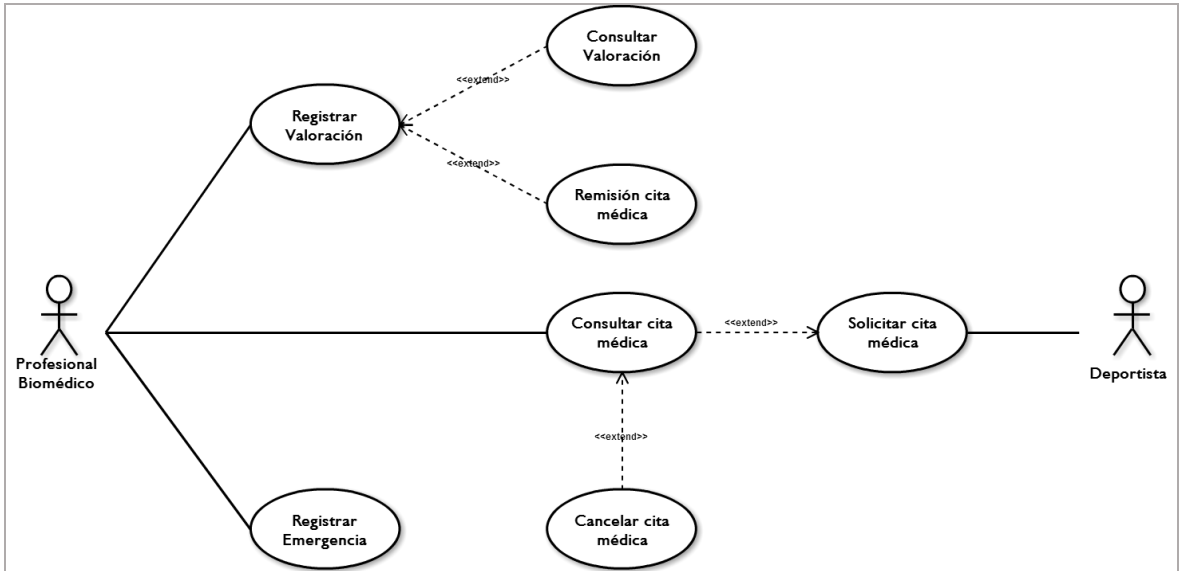 Consultar
Valoración
<<extend>>
Registrar
Valoración
<<extend>>
Remisión cita
médica
Profesional
Biomédico
Consultar cita
médica
<<extend>>
Solicitar cita
médica
Deportista
<<extend>>
Registrar
Emergencia
Cancelar cita
médica